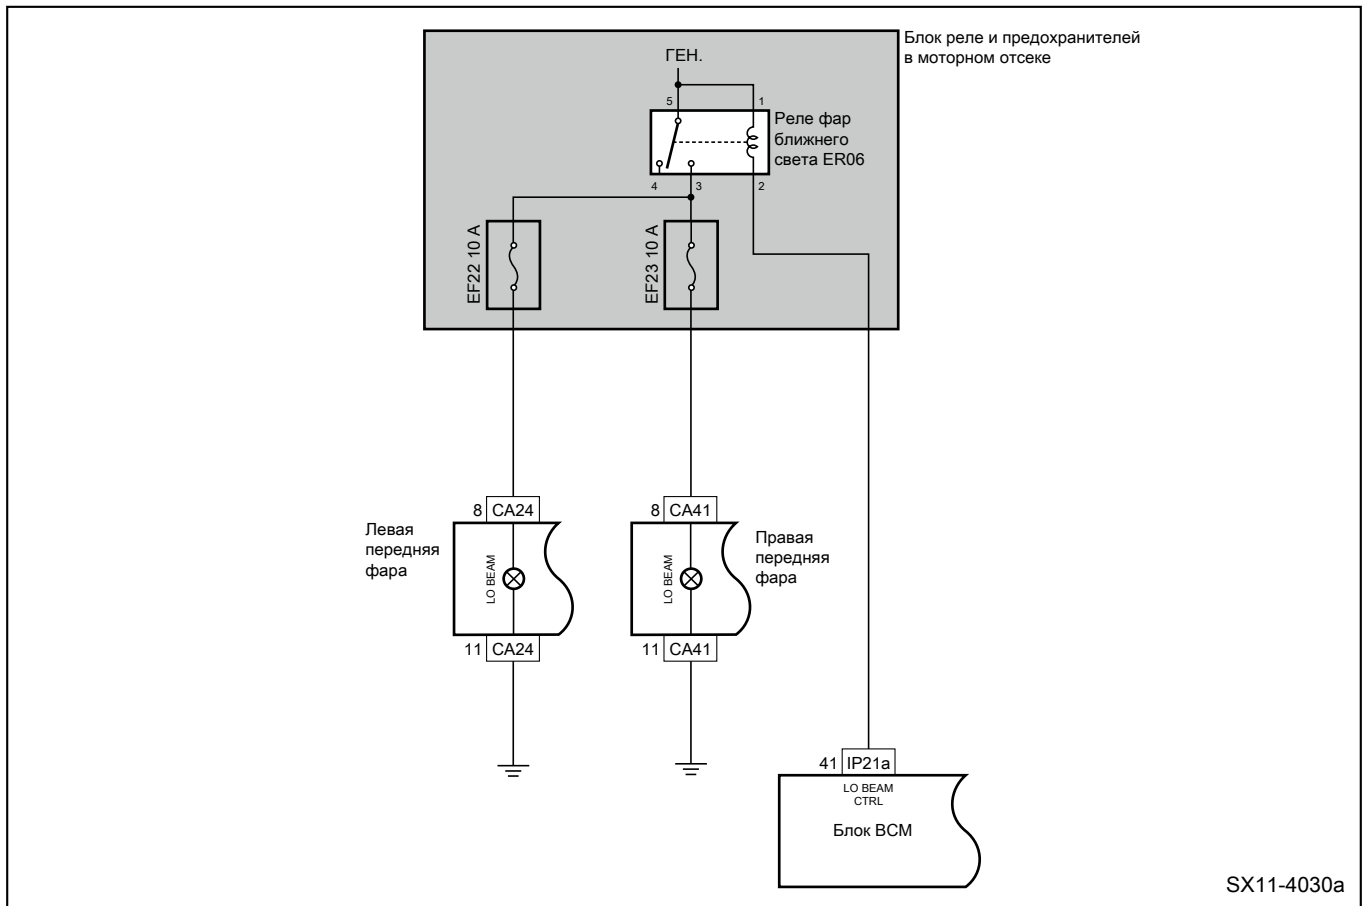 Блок реле и предохранителей
в моторном отсеке
ГЕН.
5
1
Реле фар
ближнего
света ER06
4
3
2
EF22 10 A
EF23 10 A
8 CA24
8 CA41
Левая
передняя
фара
LO BEAM
LO BEAM
Правая
передняя
фара
11 CA24
11 CA41
41 IP21a
LO BEAM
CTRL
Блок BCM
SX11-4030a